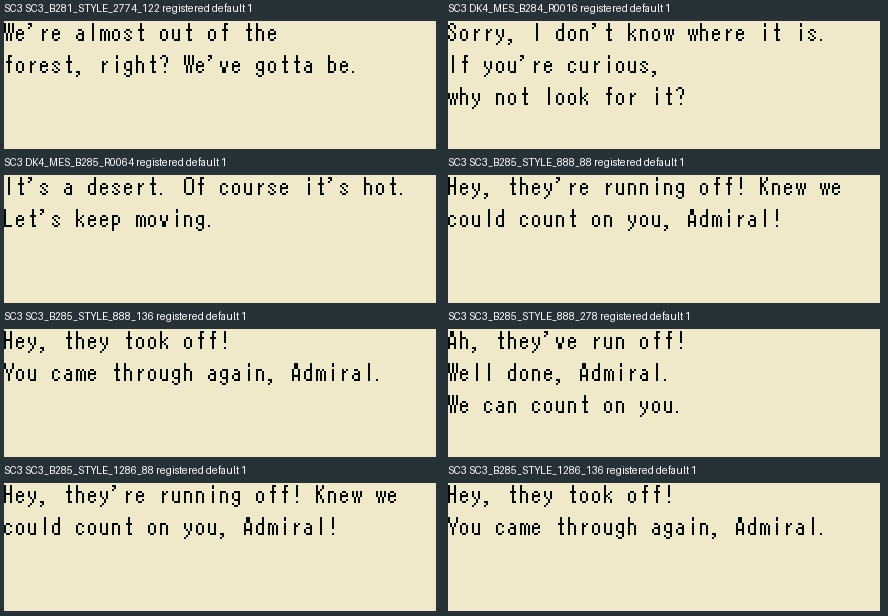 SC3 SC3_B281_STYLE_2774_122 registered default 1
We're almost out of the
forest, right? We've gotta be.
SC3 DK4_MES_B284_R0016 registered default 1
Sorry, I don't know where it is.
If you're curious,
why not look for it?
SC3 DK4_MES_B285_R0064 registered default 1
It's a desert. Of course it's hot.
Let's keep moving.
SC3 SC3_B285_STYLE_888_88 registered default 1
Hey, they're running off! Knew we
could count on you, Admiral!
SC3 SC3_B285_STYLE_888_136 registered default 1
Hey, they took off!
You came through again, Admiral.
SC3 SC3_B285_STYLE_888_278 registered default 1
Ah, they've run off!
Well done, Admiral.
We can count on you.
SC3 SC3_B285_STYLE_1286_88 registered default 1
Hey, they're running off! Knew we
could count on you, Admiral!
SC3 SC3_B285_STYLE_1286_136 registered default 1
Hey, they took off!
You came through again, Admiral.